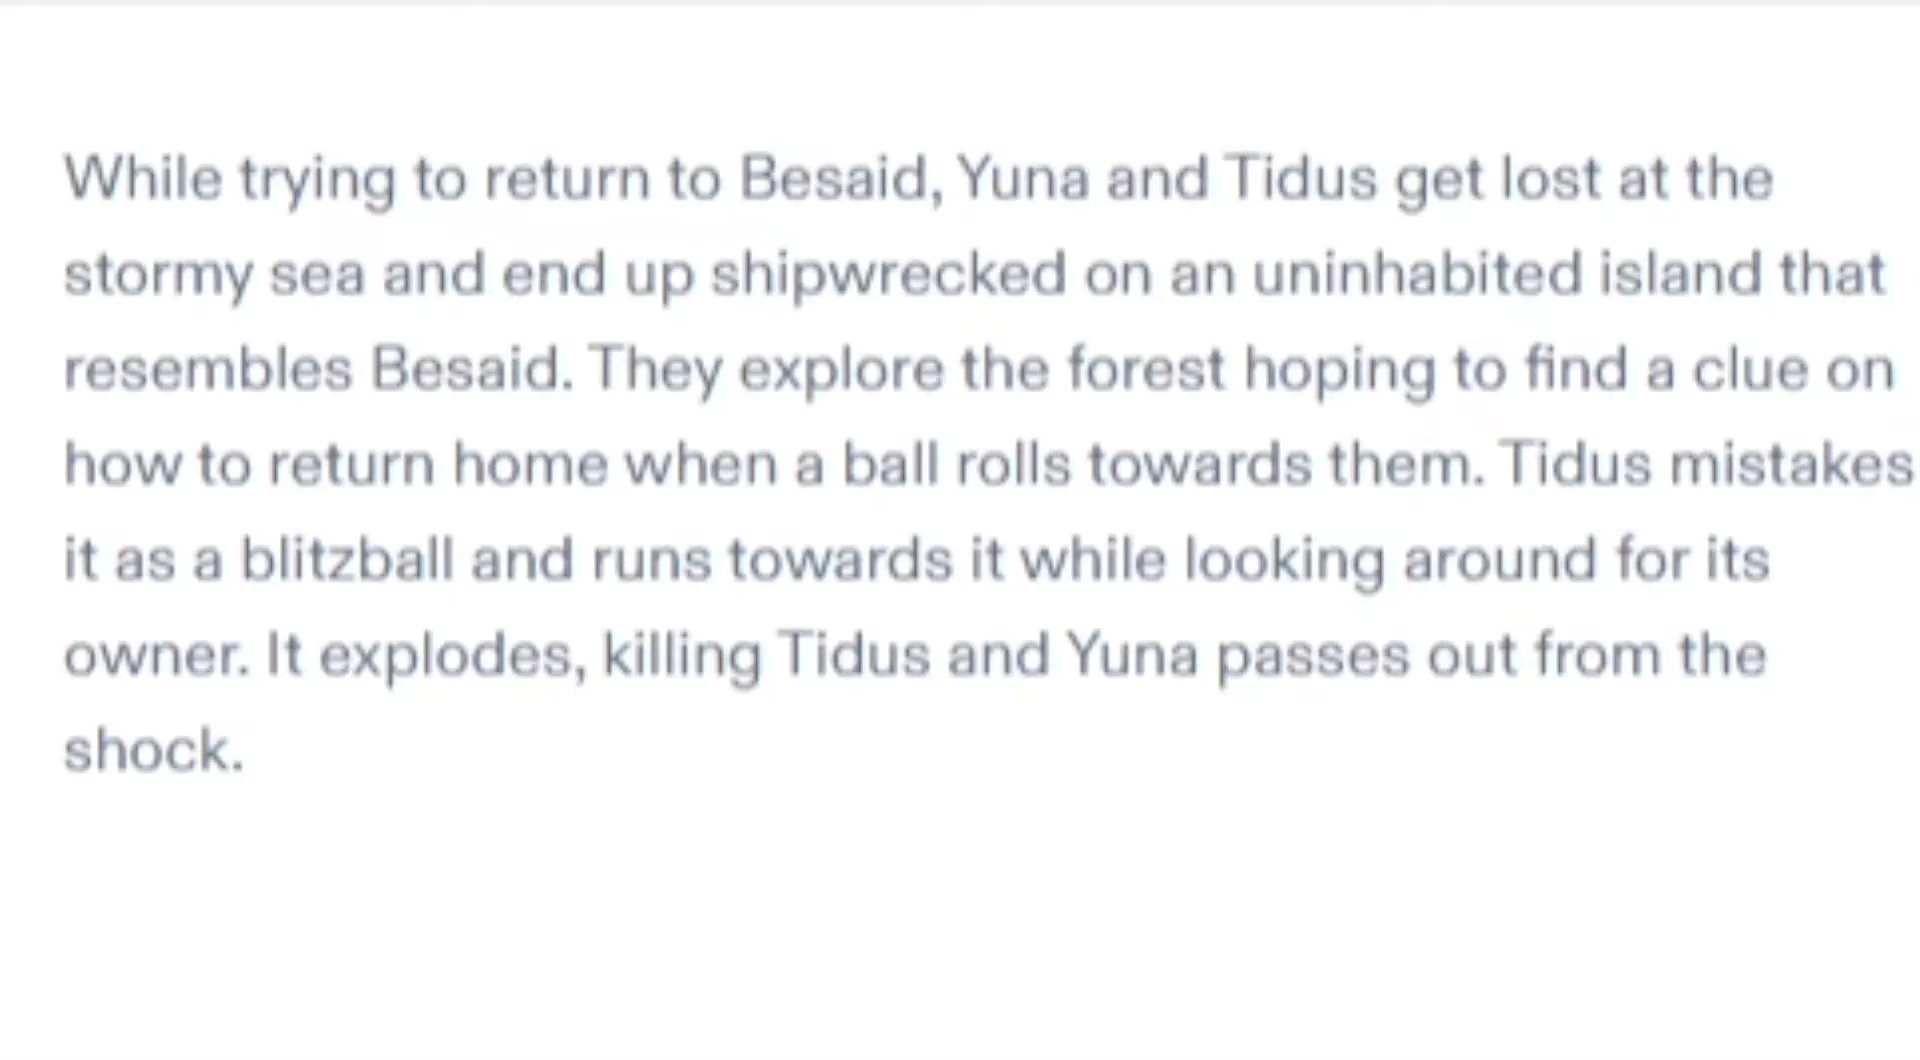 While trying to return to Besaid, Yuna and Tidus get lost at the
stormy sea and end up shipwrecked on an uninhabited island that
resembles Besaid. They explore the forest hoping to find a clue on
how to return home when a ball rolls towards them. Tidus mistakes
it as a blitzball and runs towards it while looking around for its
owner. It explodes, killing Tidus and Yuna passes out from the
shock.